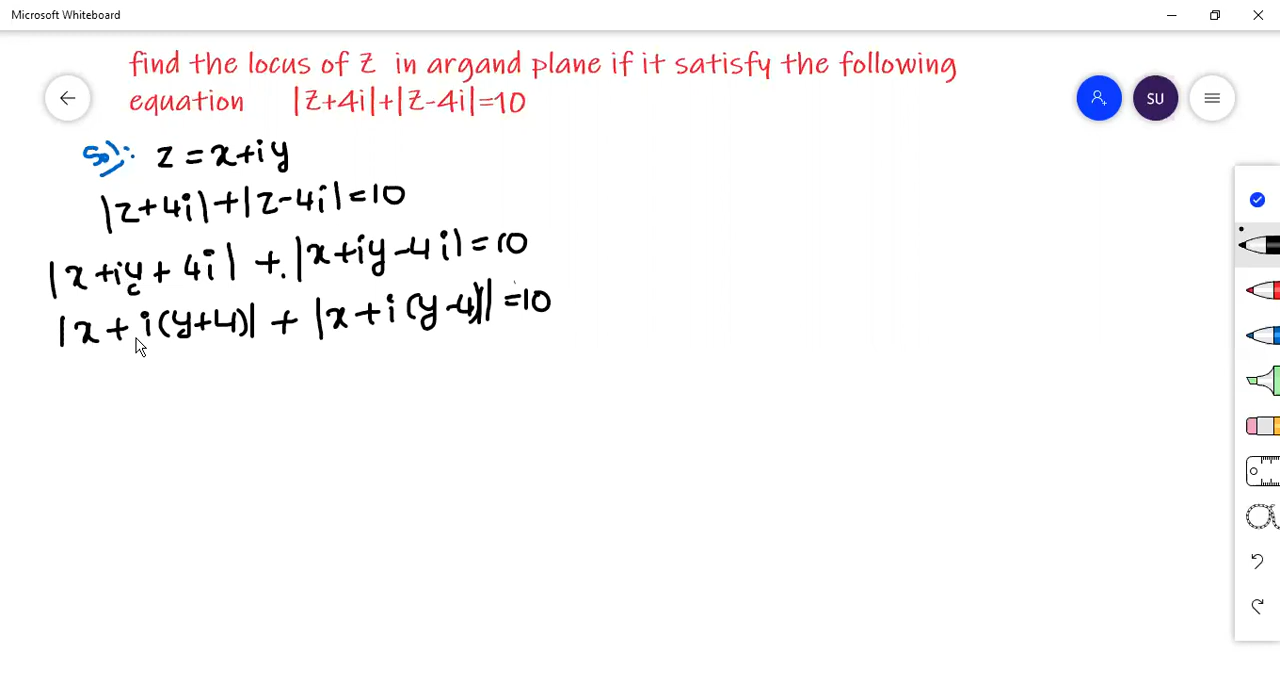 Microsoft Whiteboard
find the locus of z in argand plane if it satisfy the following
equation |z+4i|+|z-4i|=10
SU
Sol:- z = x+iy
|z+4i|+|z-4i|=10
|x+iy+4i| + |x+iy-4i|=10
|x+i(y+4)| + |x+i(y-4)|=10